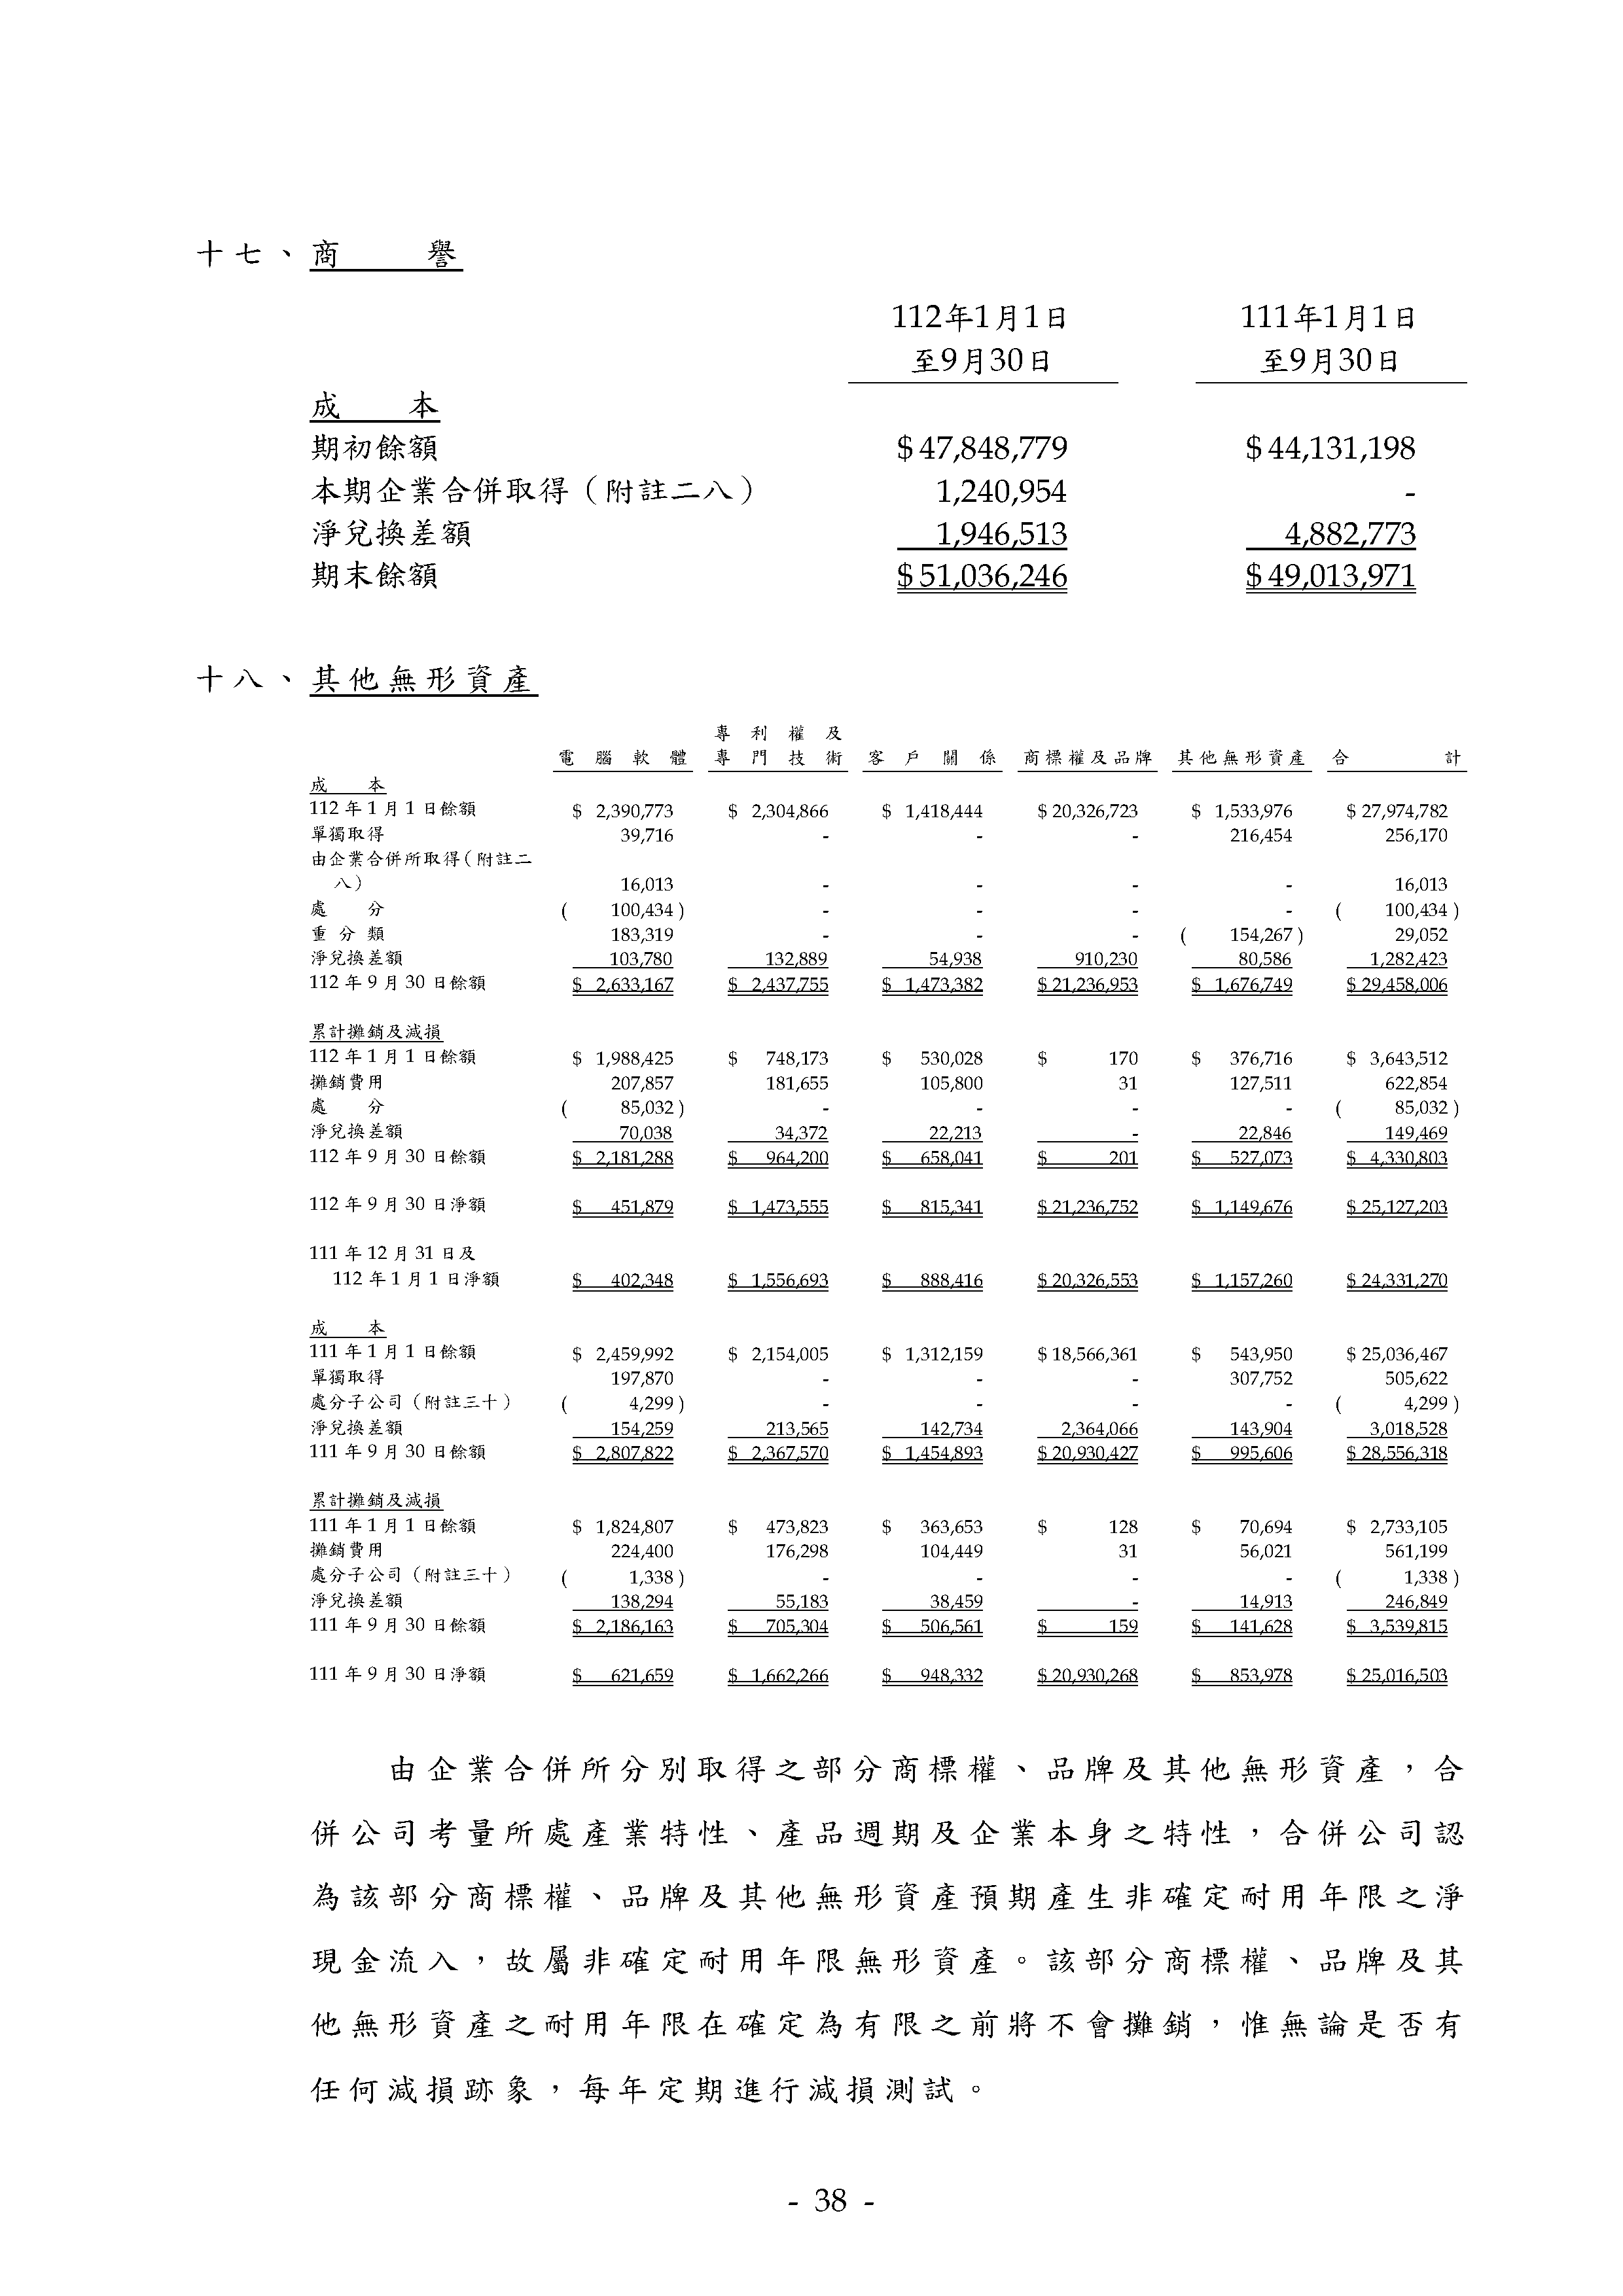 十七、商　　譽
112年1月1日　111年1月1日
至9月30日　至9月30日
成　　本
期初餘額　$ 47,848,779　$ 44,131,198
本期企業合併取得（附註二八）　1,240,954　-
淨兌換差額　1,946,513　4,882,773
期末餘額　$ 51,036,246　$ 49,013,971
十八、其他無形資產
專利權及
電腦軟體　專門技術　客戶關係　商標權及品牌　其他無形資產　合計
成　　本
112年1月1日餘額　$ 2,390,773　$ 2,304,866　$ 1,418,444　$ 20,326,723　$ 1,533,976　$ 27,974,782
單獨取得　39,716　-　-　-　216,454　256,170
由企業合併所取得（附註二
八）　16,013　-　-　-　-　16,013
處　　分　( 100,434 )　-　-　-　-　( 100,434 )
重分類　183,319　-　-　-　( 154,267 )　29,052
淨兌換差額　103,780　132,889　54,938　910,230　80,586　1,282,423
112年9月30日餘額　$ 2,633,167　$ 2,437,755　$ 1,473,382　$ 21,236,953　$ 1,676,749　$ 29,458,006
累計攤銷及減損
112年1月1日餘額　$ 1,988,425　$ 748,173　$ 530,028　$ 170　$ 376,716　$ 3,643,512
攤銷費用　207,857　181,655　105,800　31　127,511　622,854
處　　分　( 85,032 )　-　-　-　-　( 85,032 )
淨兌換差額　70,038　34,372　22,213　-　22,846　149,469
112年9月30日餘額　$ 2,181,288　$ 964,200　$ 658,041　$ 201　$ 527,073　$ 4,330,803
112年9月30日淨額　$ 451,879　$ 1,473,555　$ 815,341　$ 21,236,752　$ 1,149,676　$ 25,127,203
111年12月31日及
112年1月1日淨額　$ 402,348　$ 1,556,693　$ 888,416　$ 20,326,553　$ 1,157,260　$ 24,331,270
成　　本
111年1月1日餘額　$ 2,459,992　$ 2,154,005　$ 1,312,159　$ 18,566,361　$ 543,950　$ 25,036,467
單獨取得　197,870　-　-　-　307,752　505,622
處分子公司（附註三十）　( 4,299 )　-　-　-　-　( 4,299 )
淨兌換差額　154,259　213,565　142,734　2,364,066　143,904　3,018,528
111年9月30日餘額　$ 2,807,822　$ 2,367,570　$ 1,454,893　$ 20,930,427　$ 995,606　$ 28,556,318
累計攤銷及減損
111年1月1日餘額　$ 1,824,807　$ 473,823　$ 363,653　$ 128　$ 70,694　$ 2,733,105
攤銷費用　224,400　176,298　104,449　31　56,021　561,199
處分子公司（附註三十）　( 1,338 )　-　-　-　-　( 1,338 )
淨兌換差額　138,294　55,183　38,459　-　14,913　246,849
111年9月30日餘額　$ 2,186,163　$ 705,304　$ 506,561　$ 159　$ 141,628　$ 3,539,815
111年9月30日淨額　$ 621,659　$ 1,662,266　$ 948,332　$ 20,930,268　$ 853,978　$ 25,016,503
由企業合併所分別取得之部分商標權、品牌及其他無形資產，合
併公司考量所處產業特性、產品週期及企業本身之特性，合併公司認
為該部分商標權、品牌及其他無形資產預期產生非確定耐用年限之淨
現金流入，故屬非確定耐用年限無形資產。該部分商標權、品牌及其
他無形資產之耐用年限在確定為有限之前將不會攤銷，惟無論是否有
任何減損跡象，每年定期進行減損測試。
- 38 -